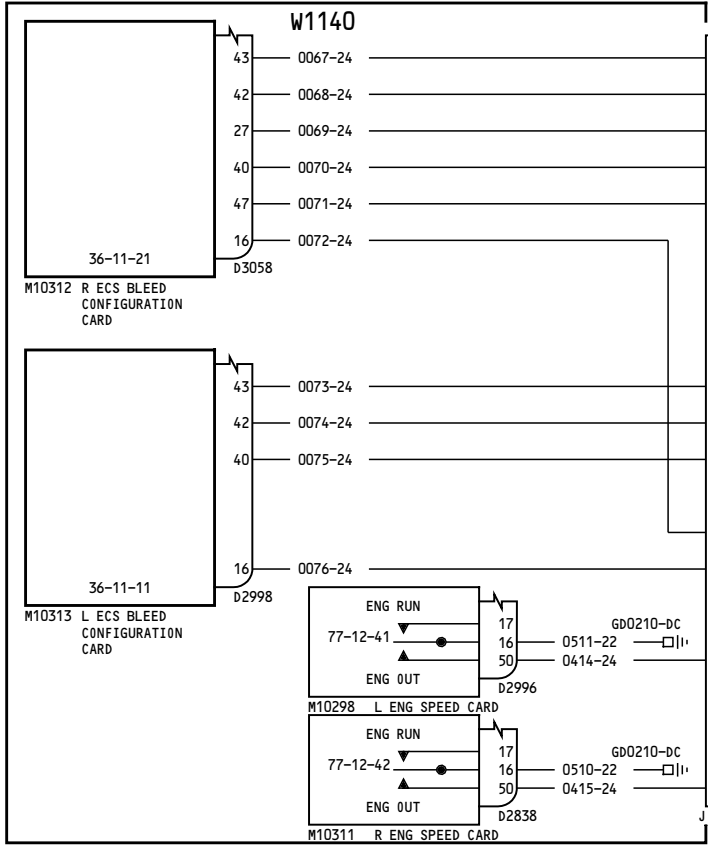 W1140
43 0067-24
42 0068-24
27 0069-24
40 0070-24
47 0071-24
16 0072-24
36-11-21
D3058
M10312 R ECS BLEED
CONFIGURATION
CARD
43 0073-24
42 0074-24
40 0075-24
16 0076-24
36-11-11
D2998
M10313 L ECS BLEED
CONFIGURATION
CARD
ENG RUN
17 GD0210-DC
77-12-41 16 0511-22
50 0414-24
ENG OUT
D2996
M10298 L ENG SPEED CARD
ENG RUN
17 GD0210-DC
77-12-42 16 0510-22
50 0415-24
ENG OUT
D2838
J
M10311 R ENG SPEED CARD